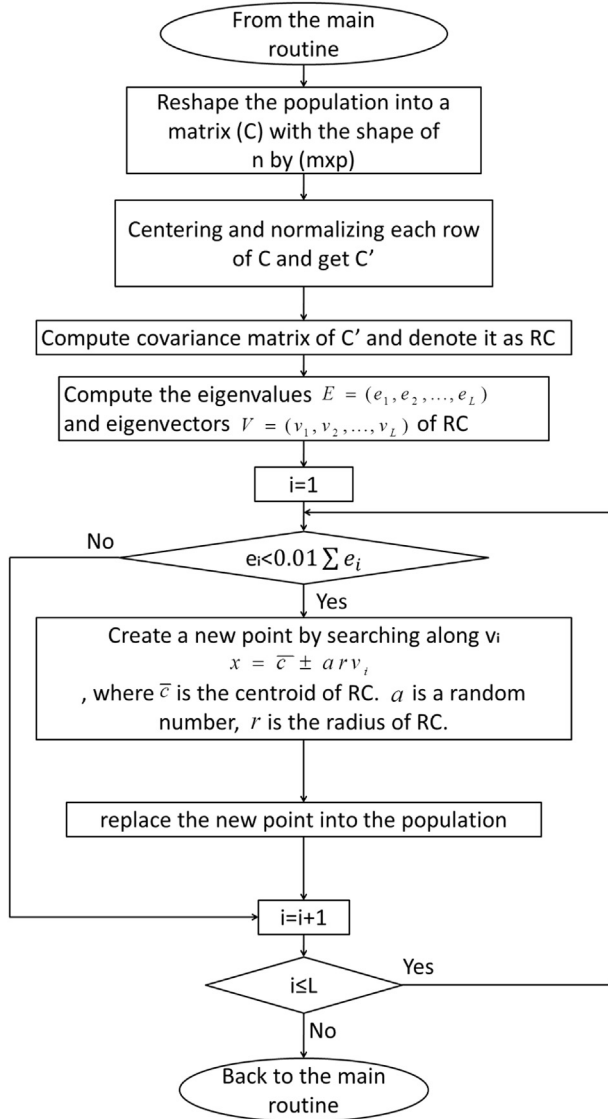 From the main
routine
Reshape the population into a
matrix (C) with the shape of
n by (mxp)
Centering and normalizing each row
of C and get C’
Compute covariance matrix of C’ and denote it as RC
Compute the eigenvalues E = (e₁, e₂, ..., e_L)
and eigenvectors V = (v₁, v₂, ..., v_L) of RC
i=1
No
eᵢ<0.01 ∑ eᵢ
Yes
Create a new point by searching along vᵢ
x = c̅ ± a r vᵢ
, where c̅ is the centroid of RC. a is a random
number, r is the radius of RC.
replace the new point into the population
i=i+1
i≤L
Yes
No
Back to the main
routine